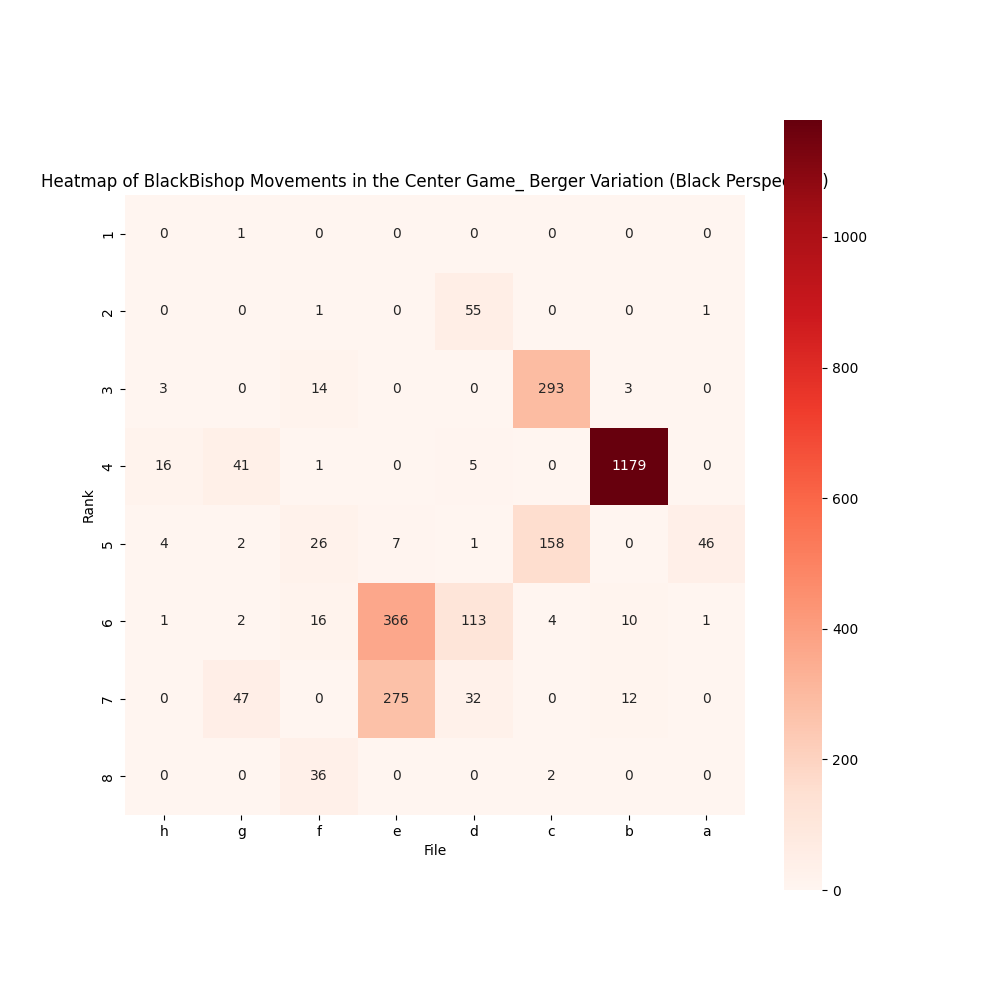 Heatmap of BlackBishop Movements in the Center Game_ Berger Variation (Black Perspec )
1 0 1 0 0 0 0 0 0
2 0 0 1 0 55 0 0 1
3 3 0 14 0 0 293 3 0
4 16 41 1 0 5 0 1179 0
5 4 2 26 7 1 158 0 46
6 1 2 16 366 113 4 10 1
7 0 47 0 275 32 0 12 0
8 0 0 36 0 0 2 0 0
h g f e d c b a
File
Rank
1000
800
600
400
200
0